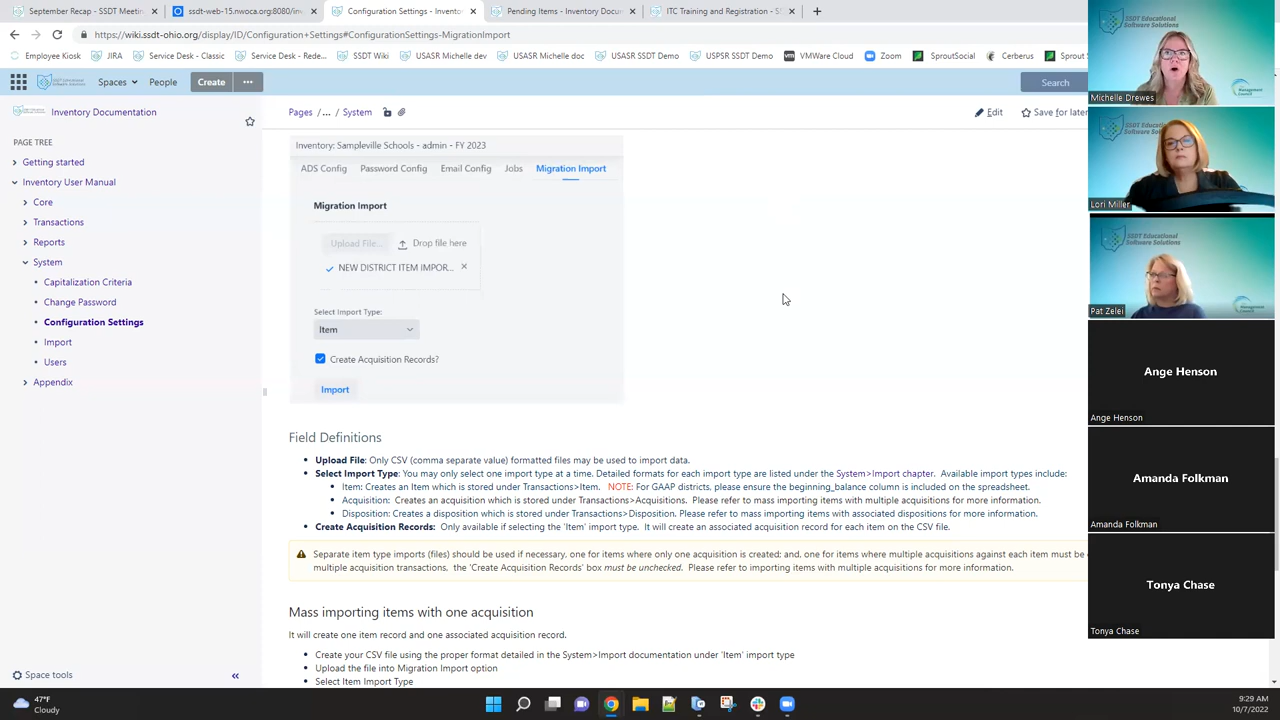 September Recap - SSDT Meetin
ssdt-web-15.nwoca.org:8080/in
Configuration Settings - Invento
Pending Items - Inventory Docu
ITC Training and Registration - S
https://wiki.ssdt-ohio.org/display/ID/Configuration+Settings#ConfigurationSettings-MigrationImport
Employee Kiosk
JIRA
Service Desk - Classic
Service Desk - Rede...
SSDT Wiki
USASR Michelle dev
USASR Michelle doc
USASR SSDT Demo
USPSR SSDT Demo
VMWare Cloud
Zoom
SproutSocial
Cerberus
Sprout
Spaces
People
Create
Search
Inventory Documentation
PAGE TREE
Getting started
Inventory User Manual
Core
Transactions
Reports
System
Capitalization Criteria
Change Password
Configuration Settings
Import
Users
Appendix
Space tools
Pages /... / System
Edit
Save for later
Inventory: Sampleville Schools - admin - FY 2023
ADS Config
Password Config
Email Config
Jobs
Migration Import
Migration Import
Upload File...
Drop file here
NEW DISTRICT ITEM IMPOR...
Select Import Type:
Item
Create Acquisition Records?
Import
Field Definitions
Upload File: Only CSV (comma separate value) formatted files may be used to import data.
Select Import Type: You may only select one import type at a time. Detailed formats for each import type are listed under the System>Import chapter. Available import types include:
Item: Creates an Item which is stored under Transactions>Item. NOTE: For GAAP districts, please ensure the beginning_balance column is included on the spreadsheet.
Acquisition: Creates an acquisition which is stored under Transactions>Acquisitions. Please refer to mass importing items with multiple acquisitions for more information.
Disposition: Creates a disposition which is stored under Transactions>Disposition. Please refer to mass importing items with associated dispositions for more information.
Create Acquisition Records: Only available if selecting the 'Item' import type. It will create an associated acquisition record for each item on the CSV file.
Separate item type imports (files) should be used if necessary, one for items where only one acquisition is created; and, one for items where multiple acquisitions against each item must be
multiple acquisition transactions, the 'Create Acquisition Records' box must be unchecked. Please refer to importing items with multiple acquisitions for more information.
Mass importing items with one acquisition
It will create one item record and one associated acquisition record.
Create your CSV file using the proper format detailed in the System>Import documentation under 'Item' import type
Upload the file into Migration Import option
Select Item Import Type
SSDT Educational
Software Solutions
Michelle Drewes
SSDT Educational
Software Solutions
Lori Miller
SSDT Educational
Software Solutions
Pat Zelei
Ange Henson
Ange Henson
Amanda Folkman
Amanda Folkman
Tonya Chase
Tonya Chase
47°F
Cloudy
9:29 AM
10/7/2022